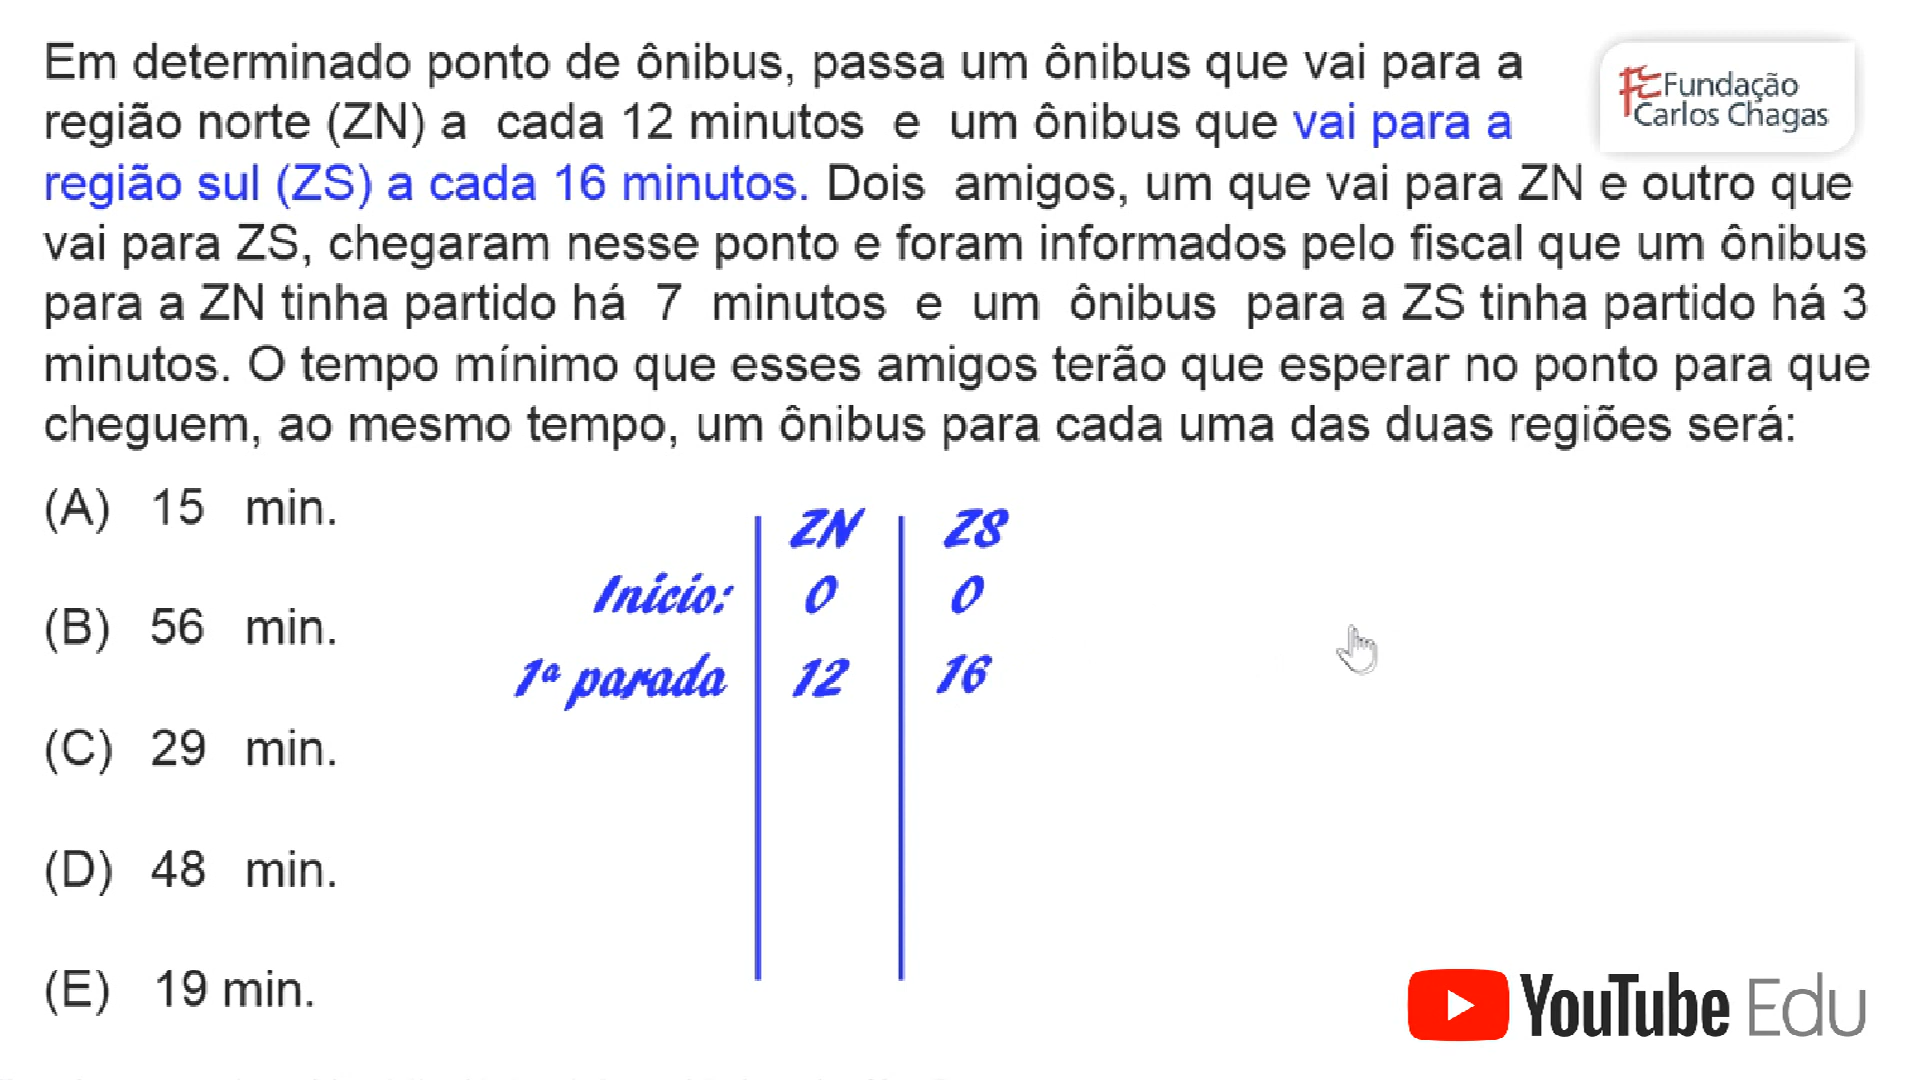 Em determinado ponto de ônibus, passa um ônibus que vai para a
região norte (ZN) a cada 12 minutos e um ônibus que vai para a
região sul (ZS) a cada 16 minutos. Dois amigos, um que vai para ZN e outro que
vai para ZS, chegaram nesse ponto e foram informados pelo fiscal que um ônibus
para a ZN tinha partido há 7 minutos e um ônibus para a ZS tinha partido há 3
minutos. O tempo mínimo que esses amigos terão que esperar no ponto para que
cheguem, ao mesmo tempo, um ônibus para cada uma das duas regiões será:
Fundação
Carlos Chagas
(A) 15 min.
(B) 56 min.
(C) 29 min.
(D) 48 min.
(E) 19 min.
ZN ZS
Início: 0 0
1ª parada 12 16
YouTube Edu